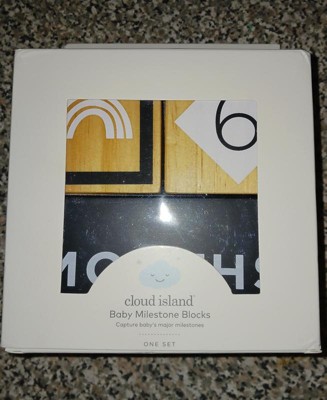 6
MONTHS
cloud island
Baby Milestone Blocks
Capture baby's major milestones
ONE SET